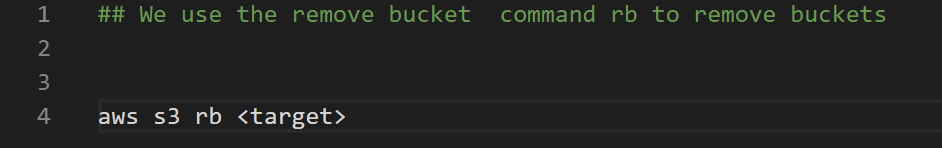 1 ## We use the remove bucket  command rb to remove buckets
2
3
4 aws s3 rb <target>